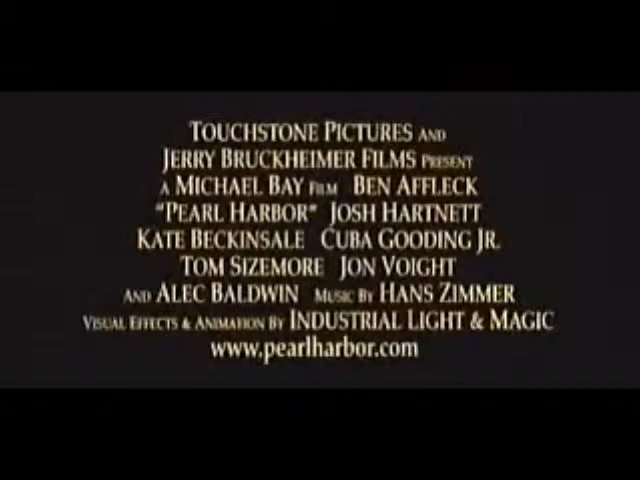 TOUCHSTONE PICTURES AND
JERRY BRUCKHEIMER FILMS PRESENT
A MICHAEL BAY FILM BEN AFFLECK
"PEARL HARBOR" JOSH HARTNETT
KATE BECKINSALE CUBA GOODING JR.
TOM SIZEMORE JON VOIGHT
AND ALEC BALDWIN MUSIC BY HANS ZIMMER
VISUAL EFFECTS & ANIMATION BY INDUSTRIAL LIGHT & MAGIC
www.pearlharbor.com